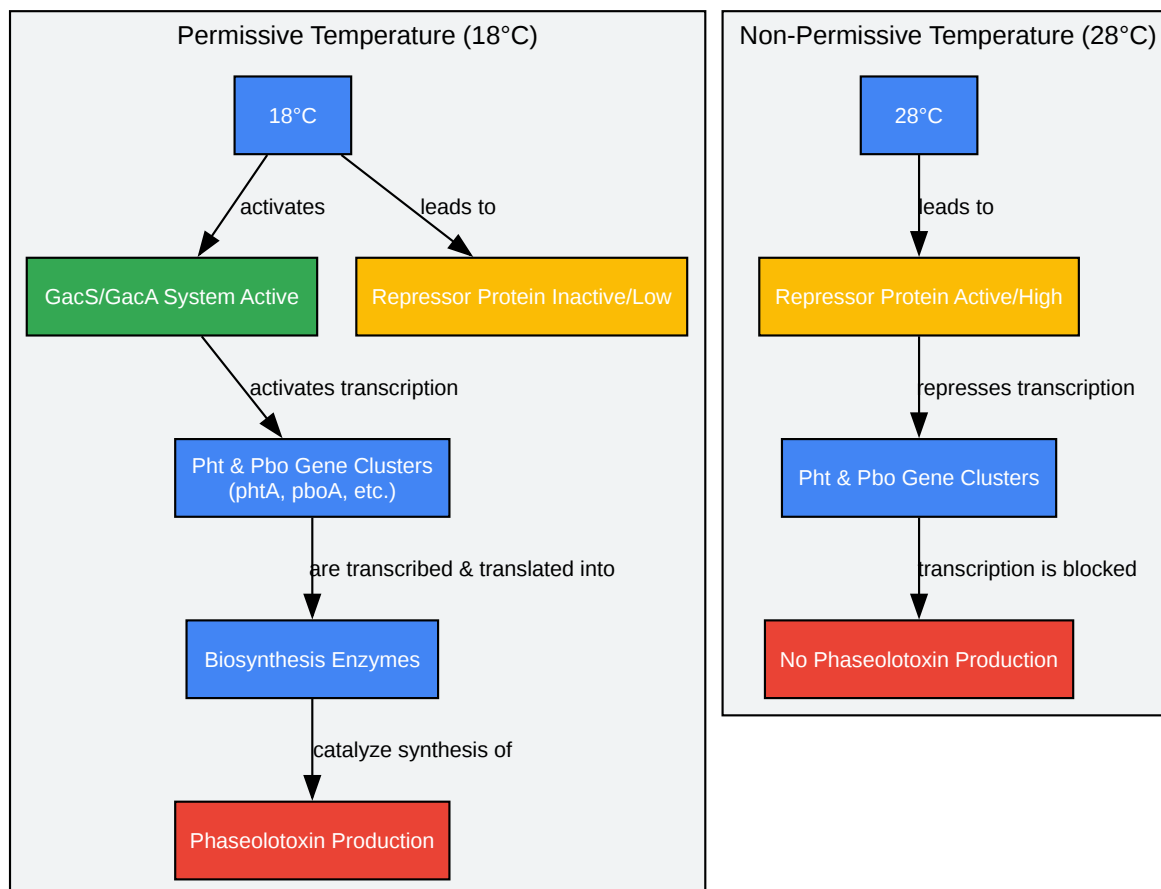 Permissive Temperature (18°C)
18°C
activates
leads to
GacS/GacA System Active
Repressor Protein Inactive/Low
activates transcription
Pht & Pbo Gene Clusters
(phtA, pboA, etc.)
are transcribed & translated into
Biosynthesis Enzymes
catalyze synthesis of
Phaseolotoxin Production
Non-Permissive Temperature (28°C)
28°C
leads to
Repressor Protein Active/High
represses transcription
Pht & Pbo Gene Clusters
transcription is blocked
No Phaseolotoxin Production